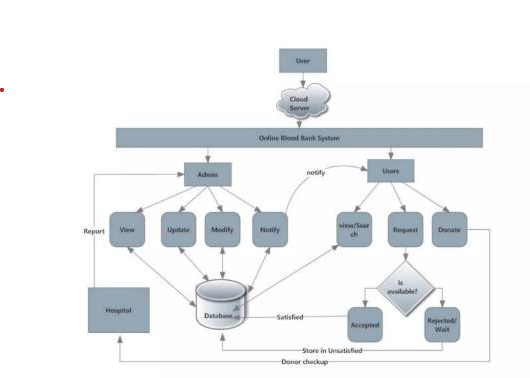 User
Cloud
Server
Online Blood Bank System
Admin
notify
Users
Report
View
Update
Modify
Notify
view/Sear
ch
Request
Donate
Is
available?
Hospital
Database
Satisfied
Accepted
Rejected/
Wait
Store in Unsatisfied
Donor checkup